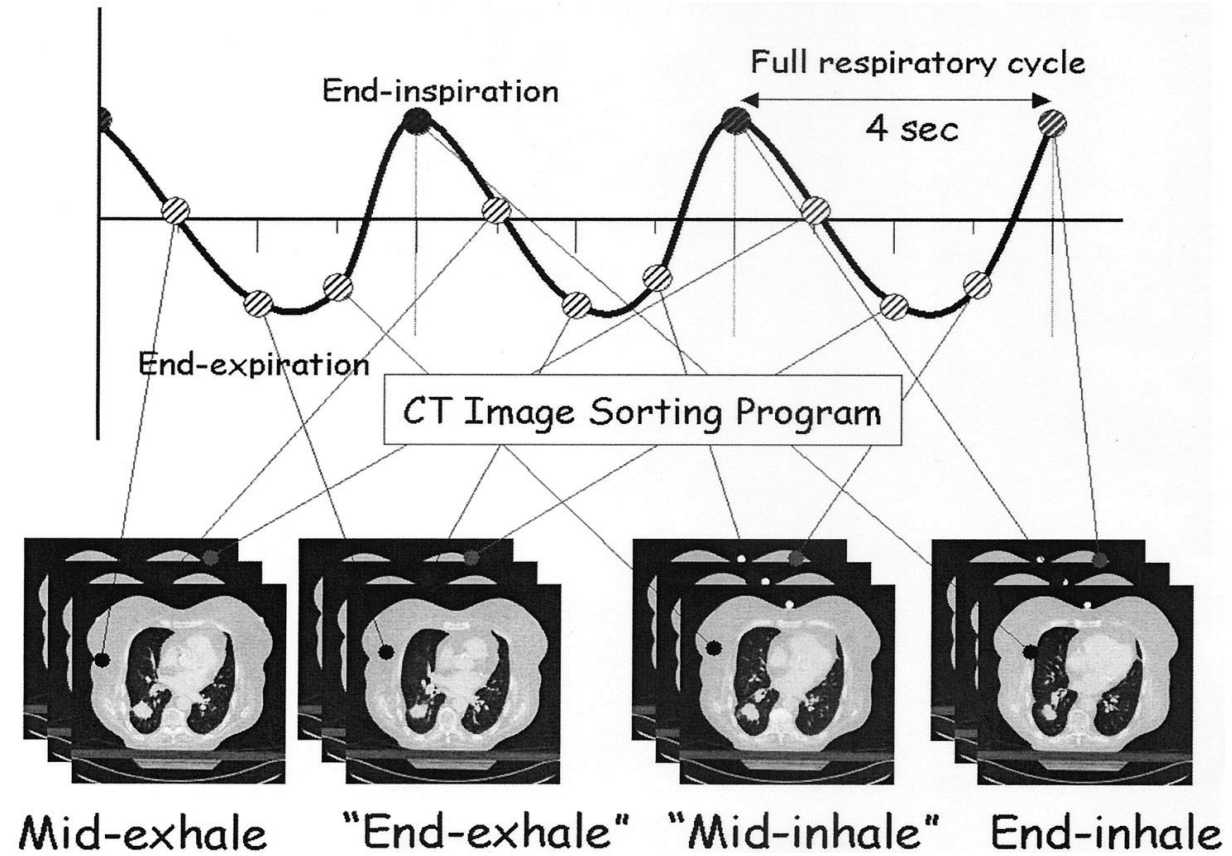 Full respiratory cycle
End-inspiration
4 sec
End-expiration
CT Image Sorting Program
Mid-exhale
“End-exhale”
“Mid-inhale”
End-inhale